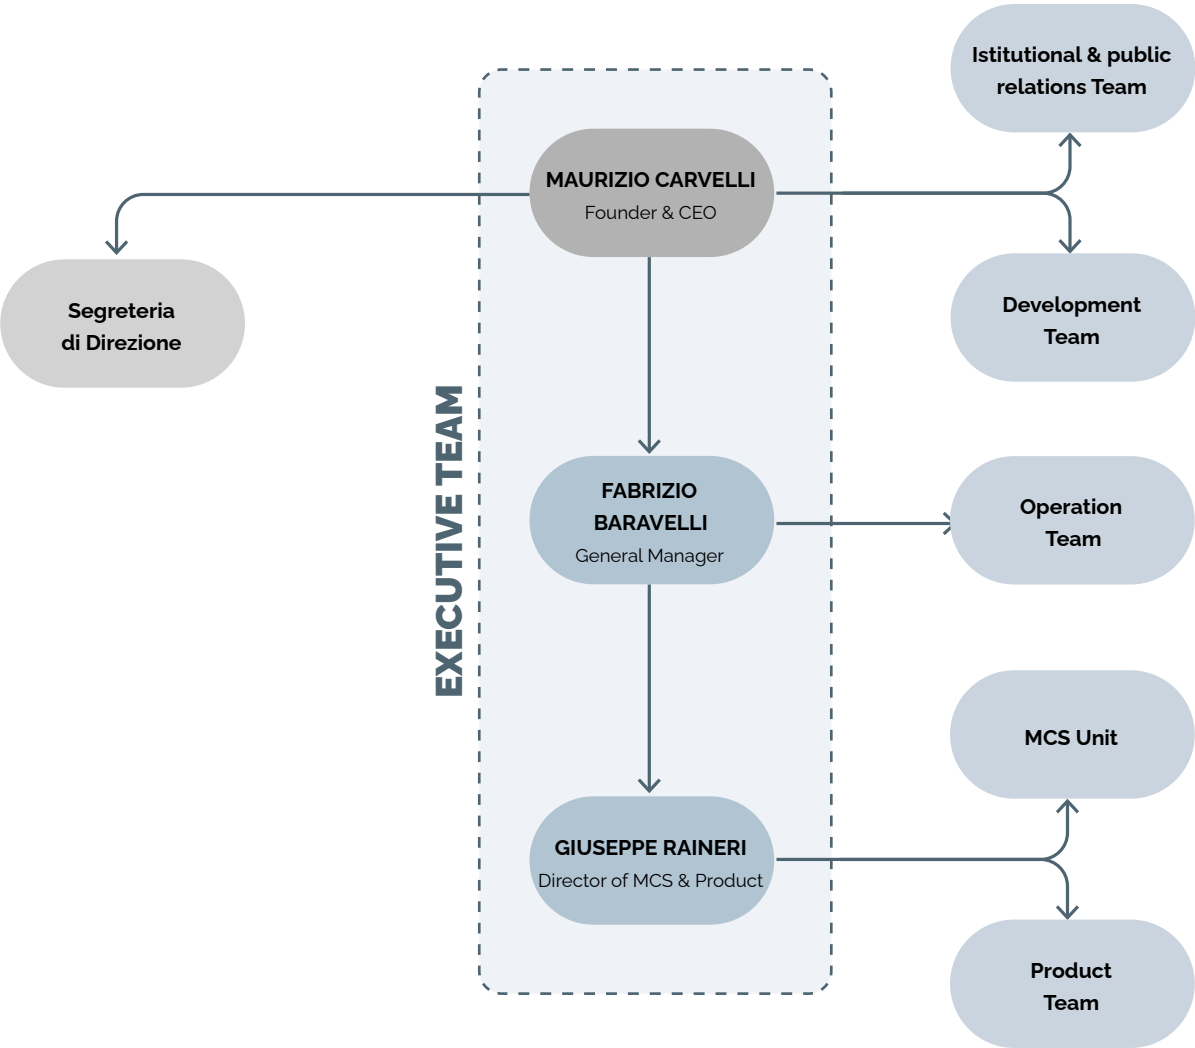 Istitutional & public
relations Team
MAURIZIO CARVELLI
Founder & CEO
Segreteria
di Direzione
Development
Team
EXECUTIVE TEAM
FABRIZIO
BARAVELLI
General Manager
Operation
Team
MCS Unit
GIUSEPPE RAINERI
Director of MCS & Product
Product
Team